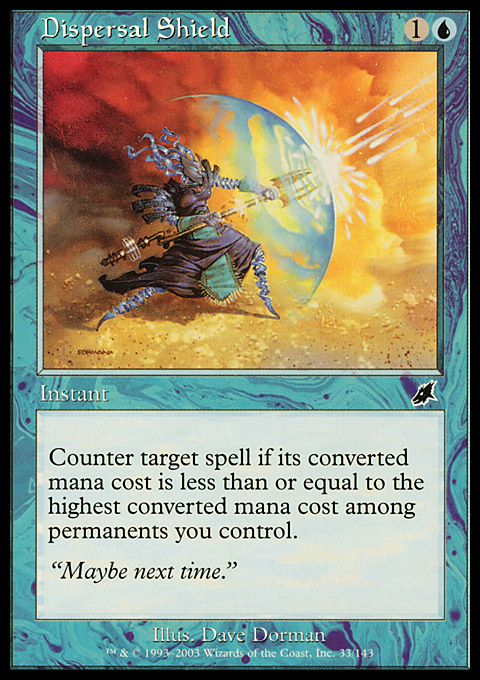 Dispersal Shield
1
DORMAN
Instant
Counter target spell if its converted
mana cost is less than or equal to the
highest converted mana cost among
permanents you control.
“Maybe next time.”
Illus. Dave Dorman
™ & © 1993–2003 Wizards of the Coast, Inc. 33/143